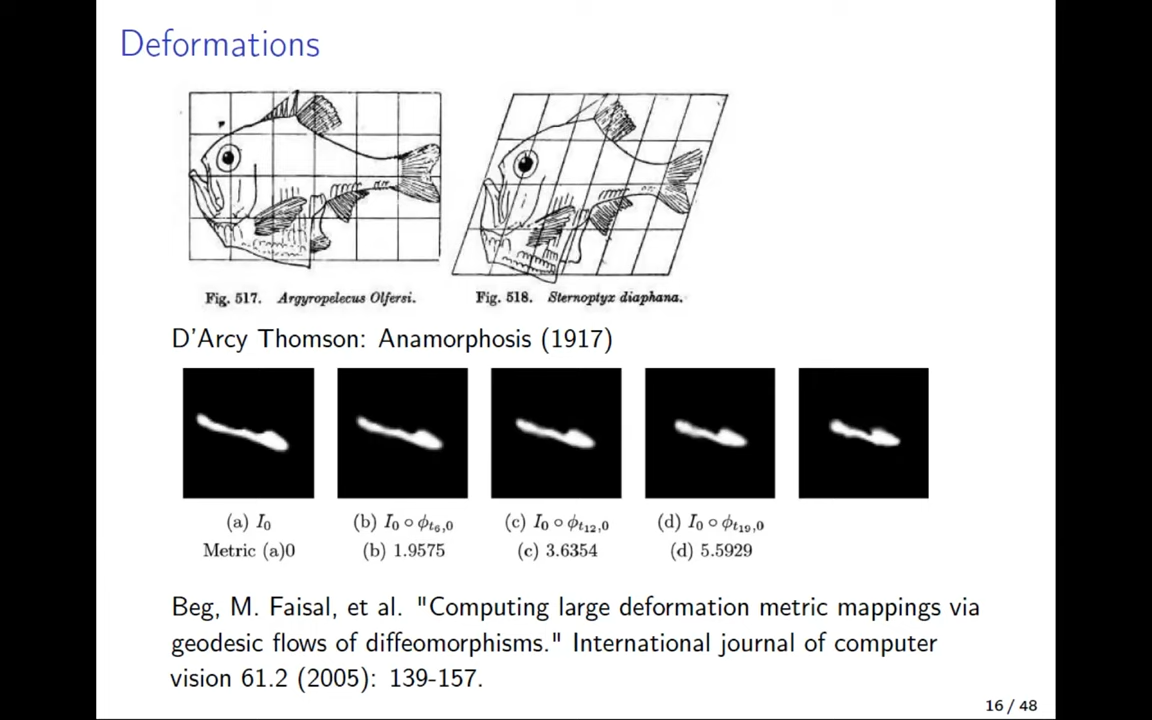 Deformations
Fig. 517. Argyropelecus Olfersi.
Fig. 518. Sternoptyx diaphana.
D'Arcy Thomson: Anamorphosis (1917)
(a) I₀ (b) I₀ ∘ ϕ_{t₆,0} (c) I₀ ∘ ϕ_{t₁₂,0} (d) I₀ ∘ ϕ_{t₁₉,0}
Metric (a)0 (b) 1.9575 (c) 3.6354 (d) 5.5929
Beg, M. Faisal, et al. "Computing large deformation metric mappings via
geodesic flows of diffeomorphisms." International journal of computer
vision 61.2 (2005): 139-157.
16 / 48